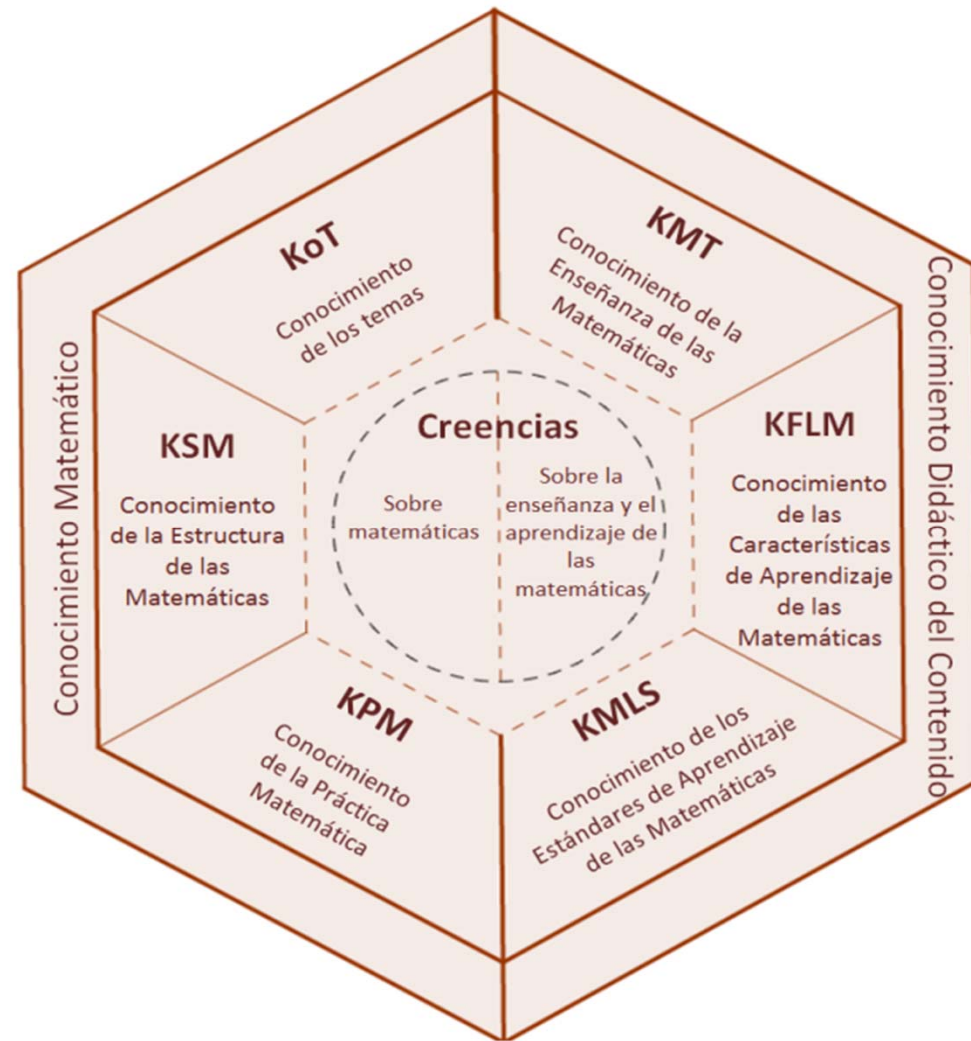 KoT
Conocimiento
de los temas
KMT
Conocimiento de la
Enseñanza de las
Matemáticas
Conocimiento Matemático
KSM
Conocimiento
de la Estructura
de las
Matemáticas
Creencias
Sobre
matemáticas
Sobre la
enseñanza y el
aprendizaje de
las
matemáticas
KFLM
Conocimiento
de las
Características
de Aprendizaje
de las
Matemáticas
Conocimiento Didáctico del Contenido
KPM
Conocimiento
de la Práctica
Matemática
KMLS
Conocimiento de los
Estándares de Aprendizaje
de las Matemáticas